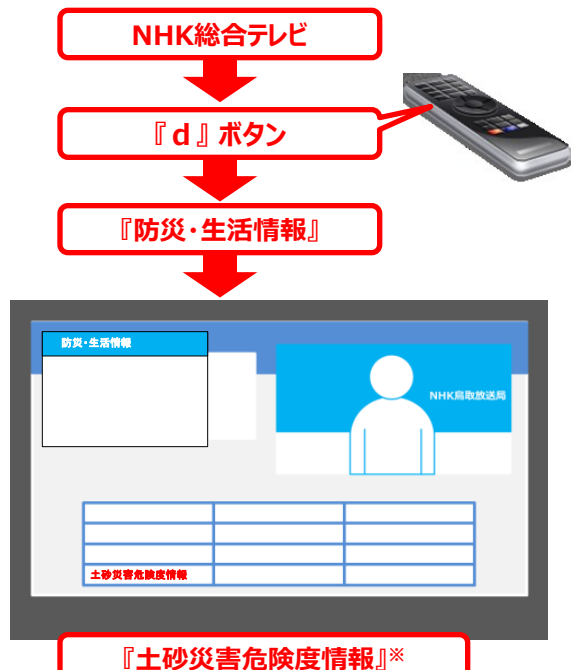 NHK総合テレビ
『d』ボタン
『防災・生活情報』
防災・生活情報
NHK鳥取放送局
土砂災害危険度情報
『土砂災害危険度情報』※